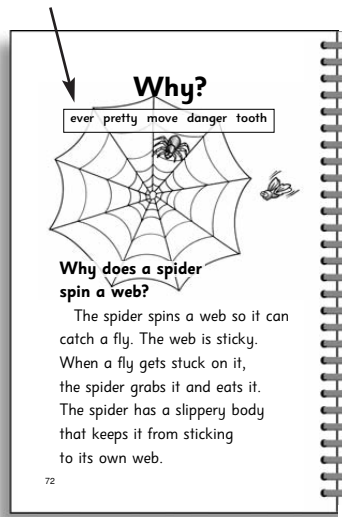 Why?
ever pretty move danger tooth
Why does a spider
spin a web?
The spider spins a web so it can
catch a fly. The web is sticky.
When a fly gets stuck on it,
the spider grabs it and eats it.
The spider has a slippery body
that keeps it from sticking
to its own web.
72